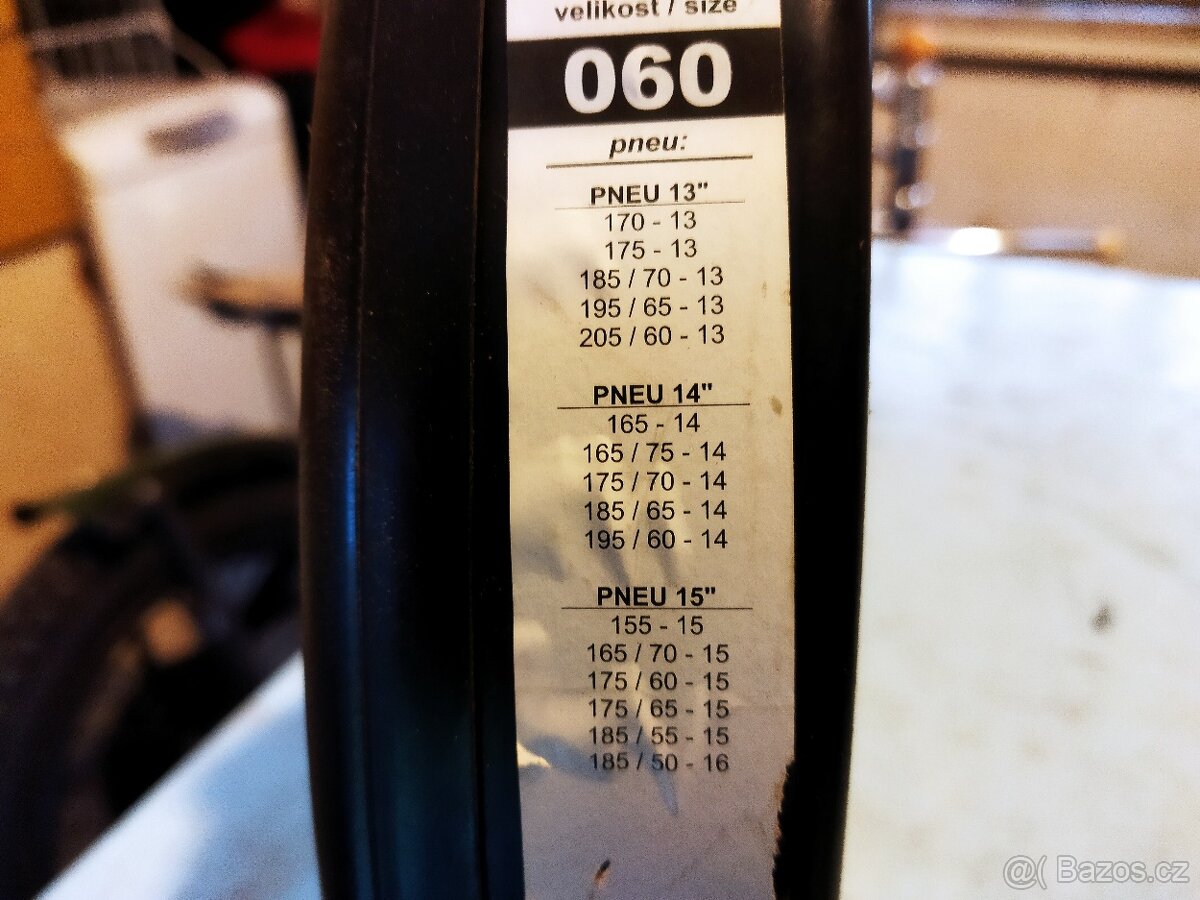 velikost / size
060
pneu:
PNEU 13"
170 - 13
175 - 13
185 / 70 - 13
195 / 65 - 13
205 / 60 - 13
PNEU 14"
165 - 14
165 / 75 - 14
175 / 70 - 14
185 / 65 - 14
195 / 60 - 14
PNEU 15"
155 - 15
165 / 70 - 15
175 / 60 - 15
175 / 65 - 15
185 / 55 - 15
185 / 50 - 16
@( Bazos.cz